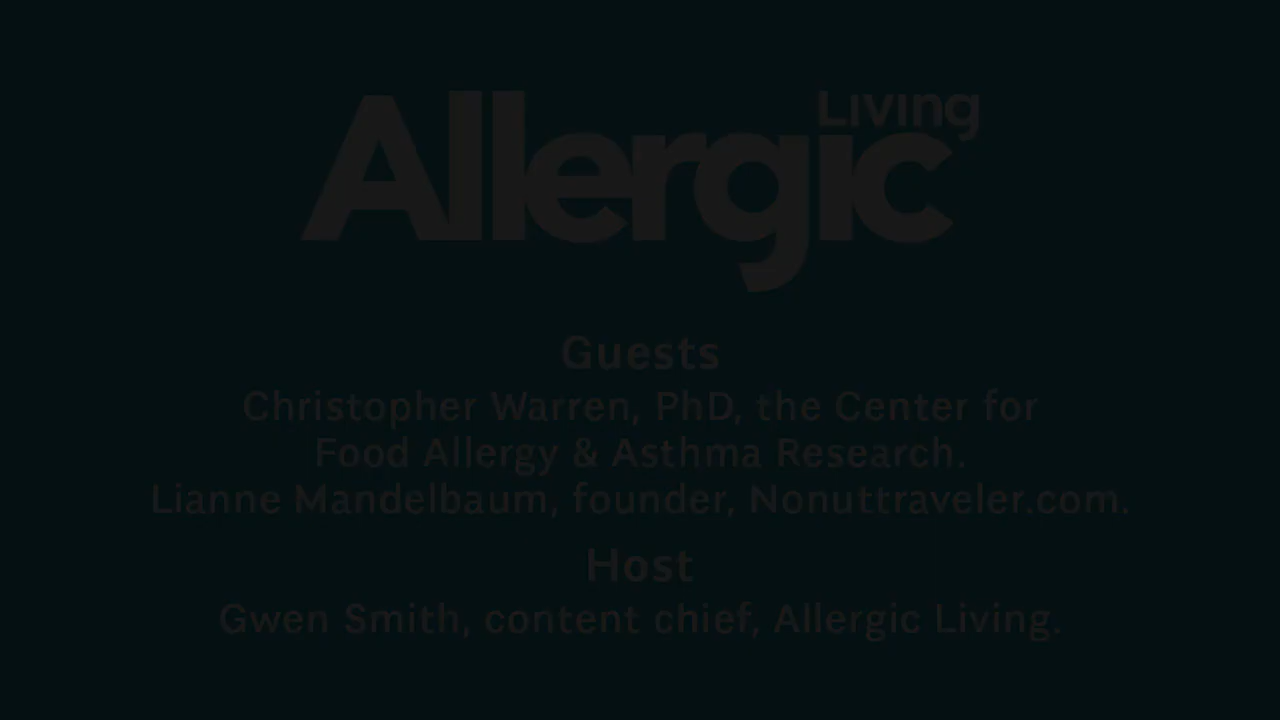 Living
Allergic
Guests
Christopher Warren, PhD, the Center for
Food Allergy & Asthma Research.
Lianne Mandelbaum, founder, Nonuttraveler.com.
Host
Gwen Smith, content chief, Allergic Living.